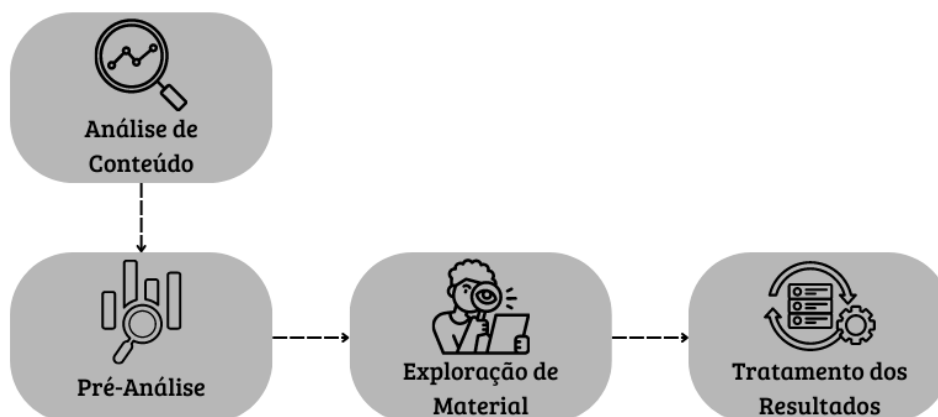 Análise de
Conteúdo
Pré-Análise
Exploração de
Material
Tratamento dos
Resultados